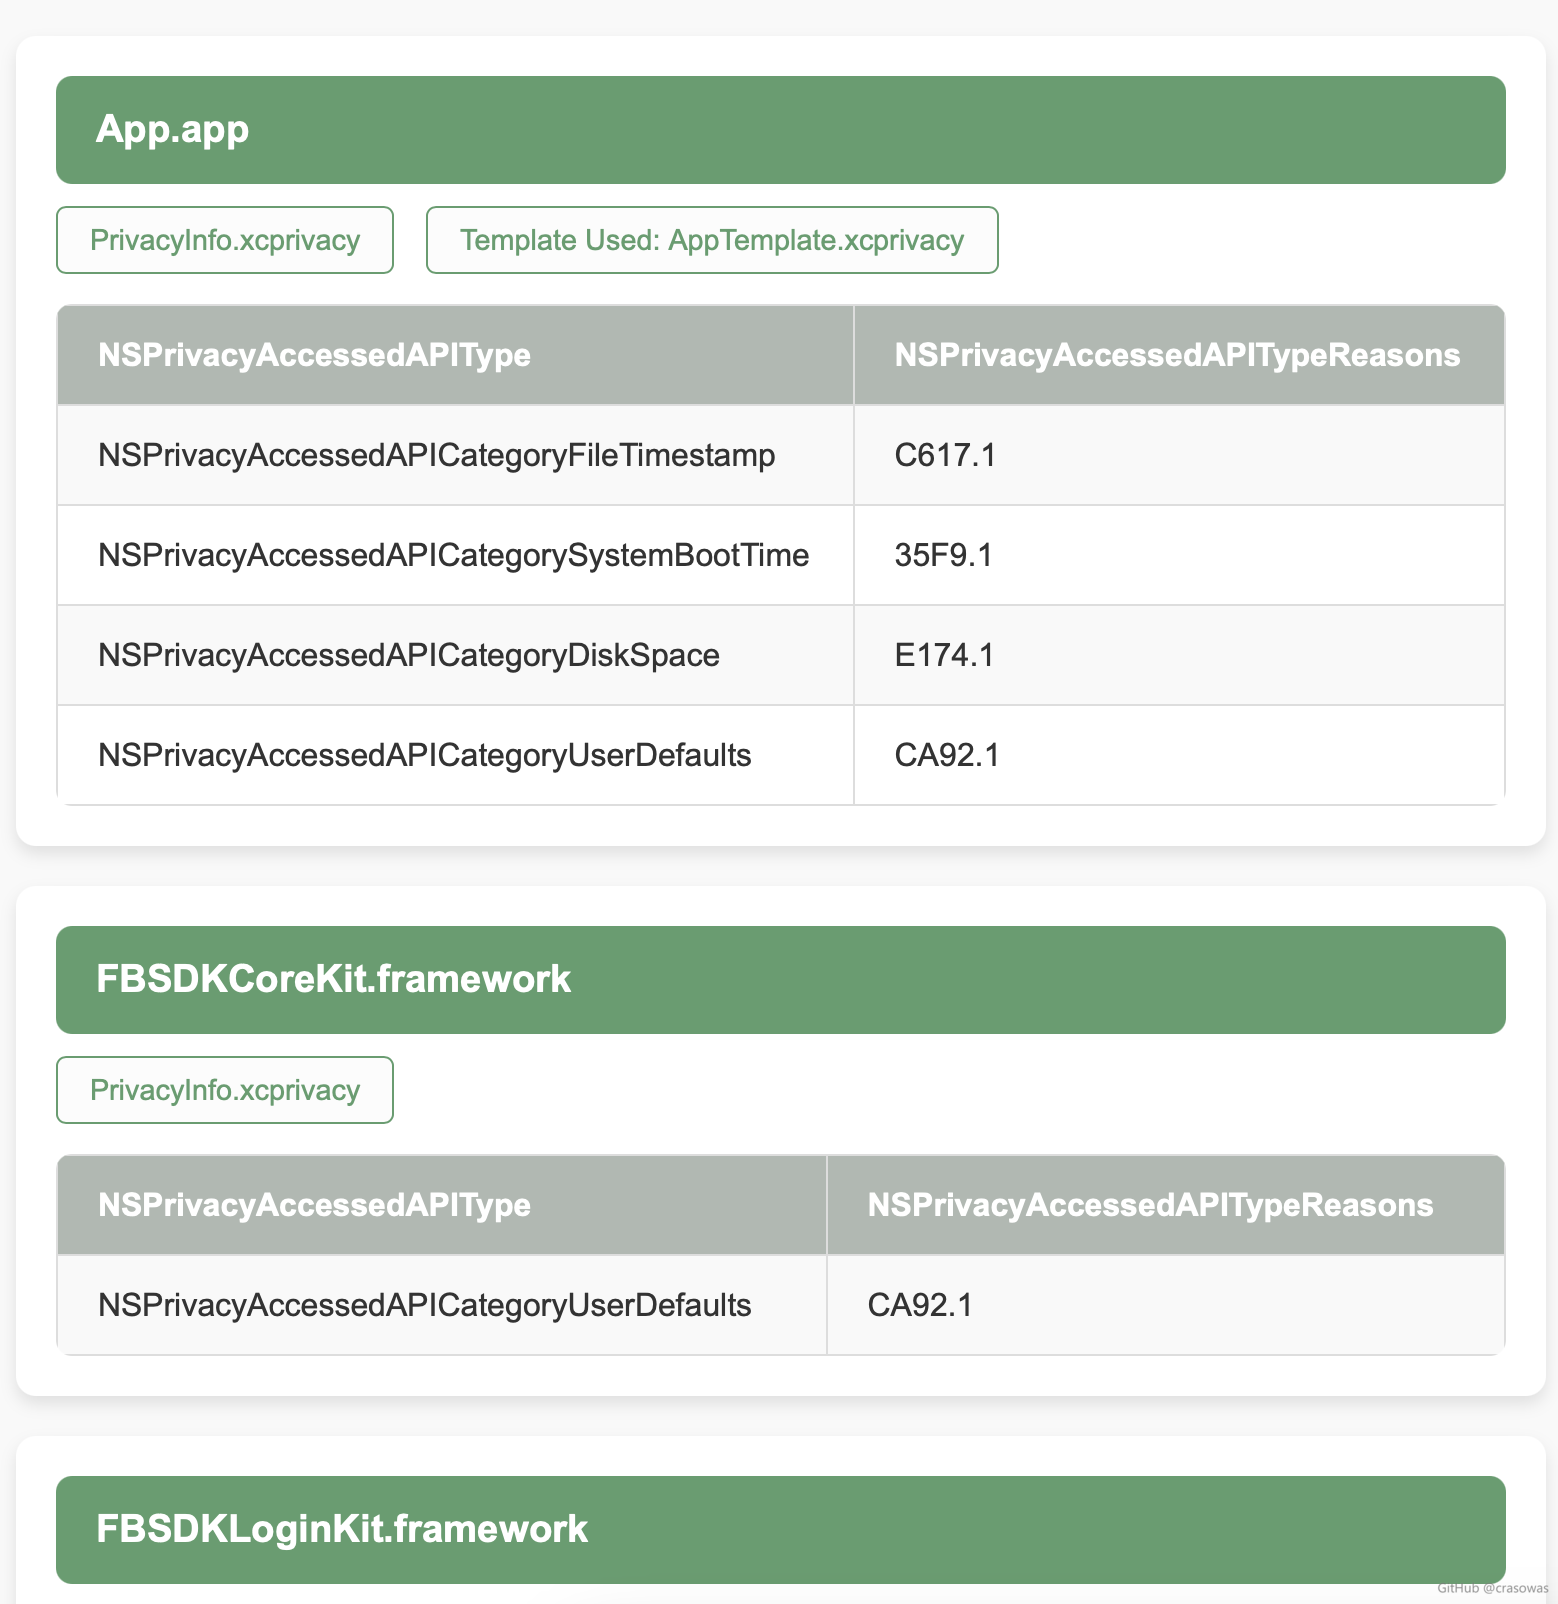 App.app
PrivacyInfo.xcprivacy Template Used: AppTemplate.xcprivacy
NSPrivacyAccessedAPIType NSPrivacyAccessedAPITypeReasons
NSPrivacyAccessedAPICategoryFileTimestamp C617.1
NSPrivacyAccessedAPICategorySystemBootTime 35F9.1
NSPrivacyAccessedAPICategoryDiskSpace E174.1
NSPrivacyAccessedAPICategoryUserDefaults CA92.1
FBSDKCoreKit.framework
PrivacyInfo.xcprivacy
NSPrivacyAccessedAPIType NSPrivacyAccessedAPITypeReasons
NSPrivacyAccessedAPICategoryUserDefaults CA92.1
FBSDKLoginKit.framework
GitHub @crasowas